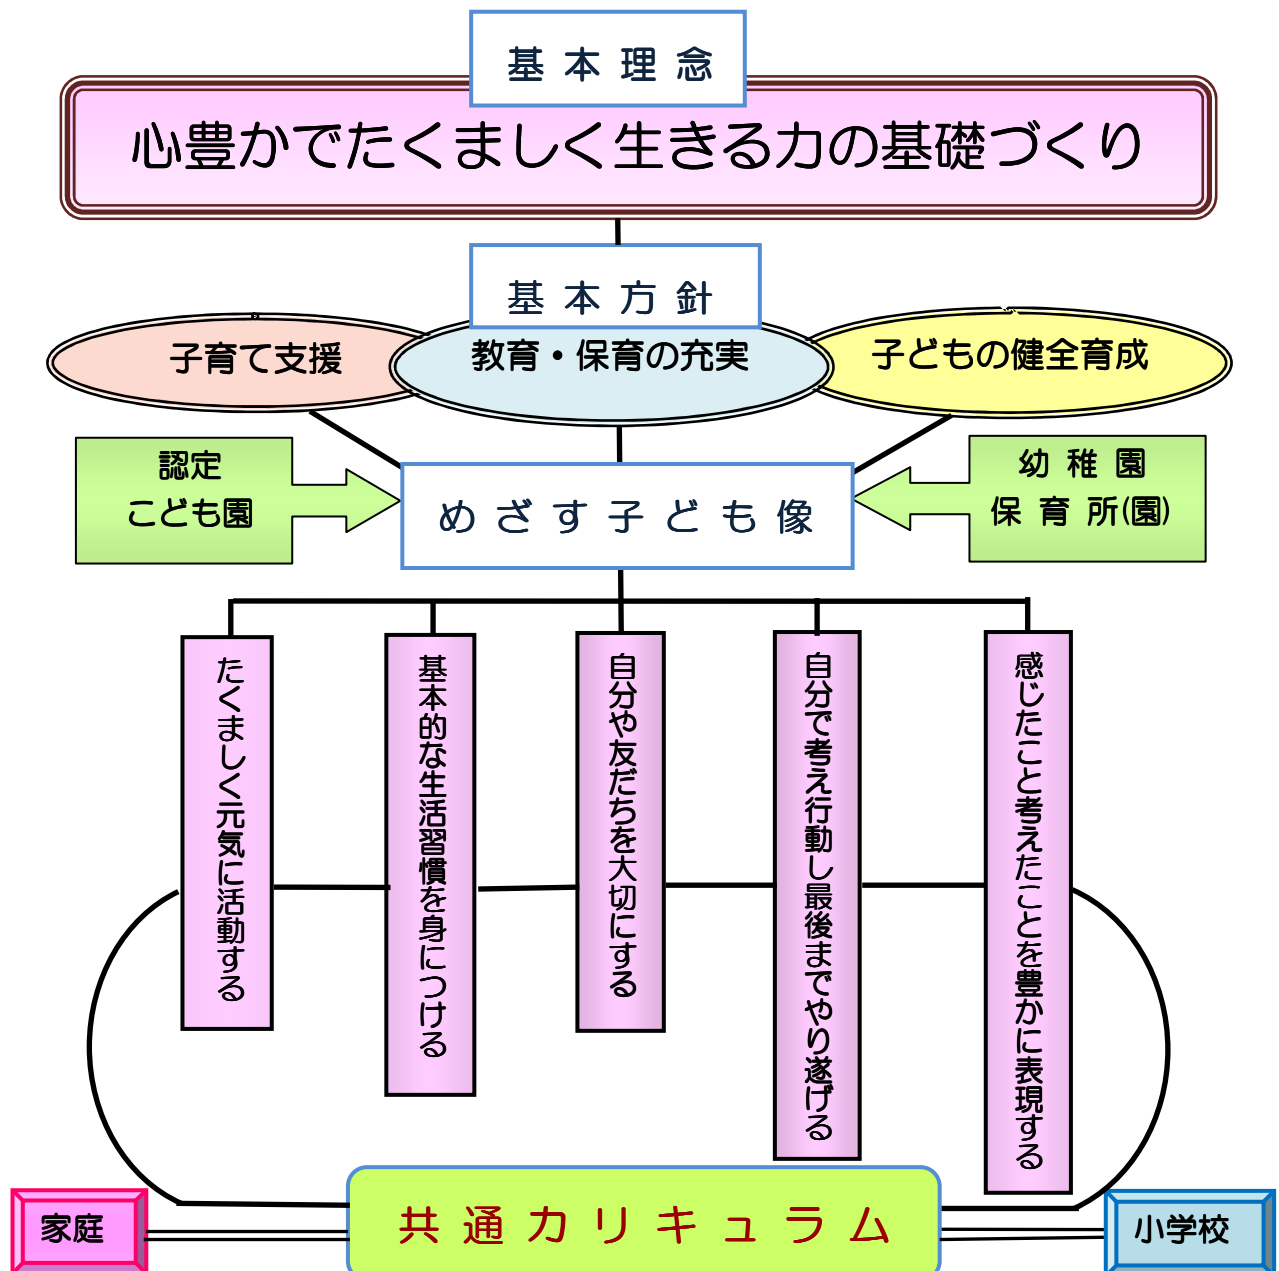 基本理念
心豊かでたくましく生きる力の基礎づくり
基本方針
子育て支援
教育・保育の充実
子どもの健全育成
認定
こども園
めざす子ども像
幼稚園
保育所(園)
たくましく元気に活動する
基本的な生活習慣を身につける
自分や友だちを大切にする
自分で考え行動し最後までやり遂げる
感じたこと考えたことを豊かに表現する
家庭
共通カリキュラム
小学校